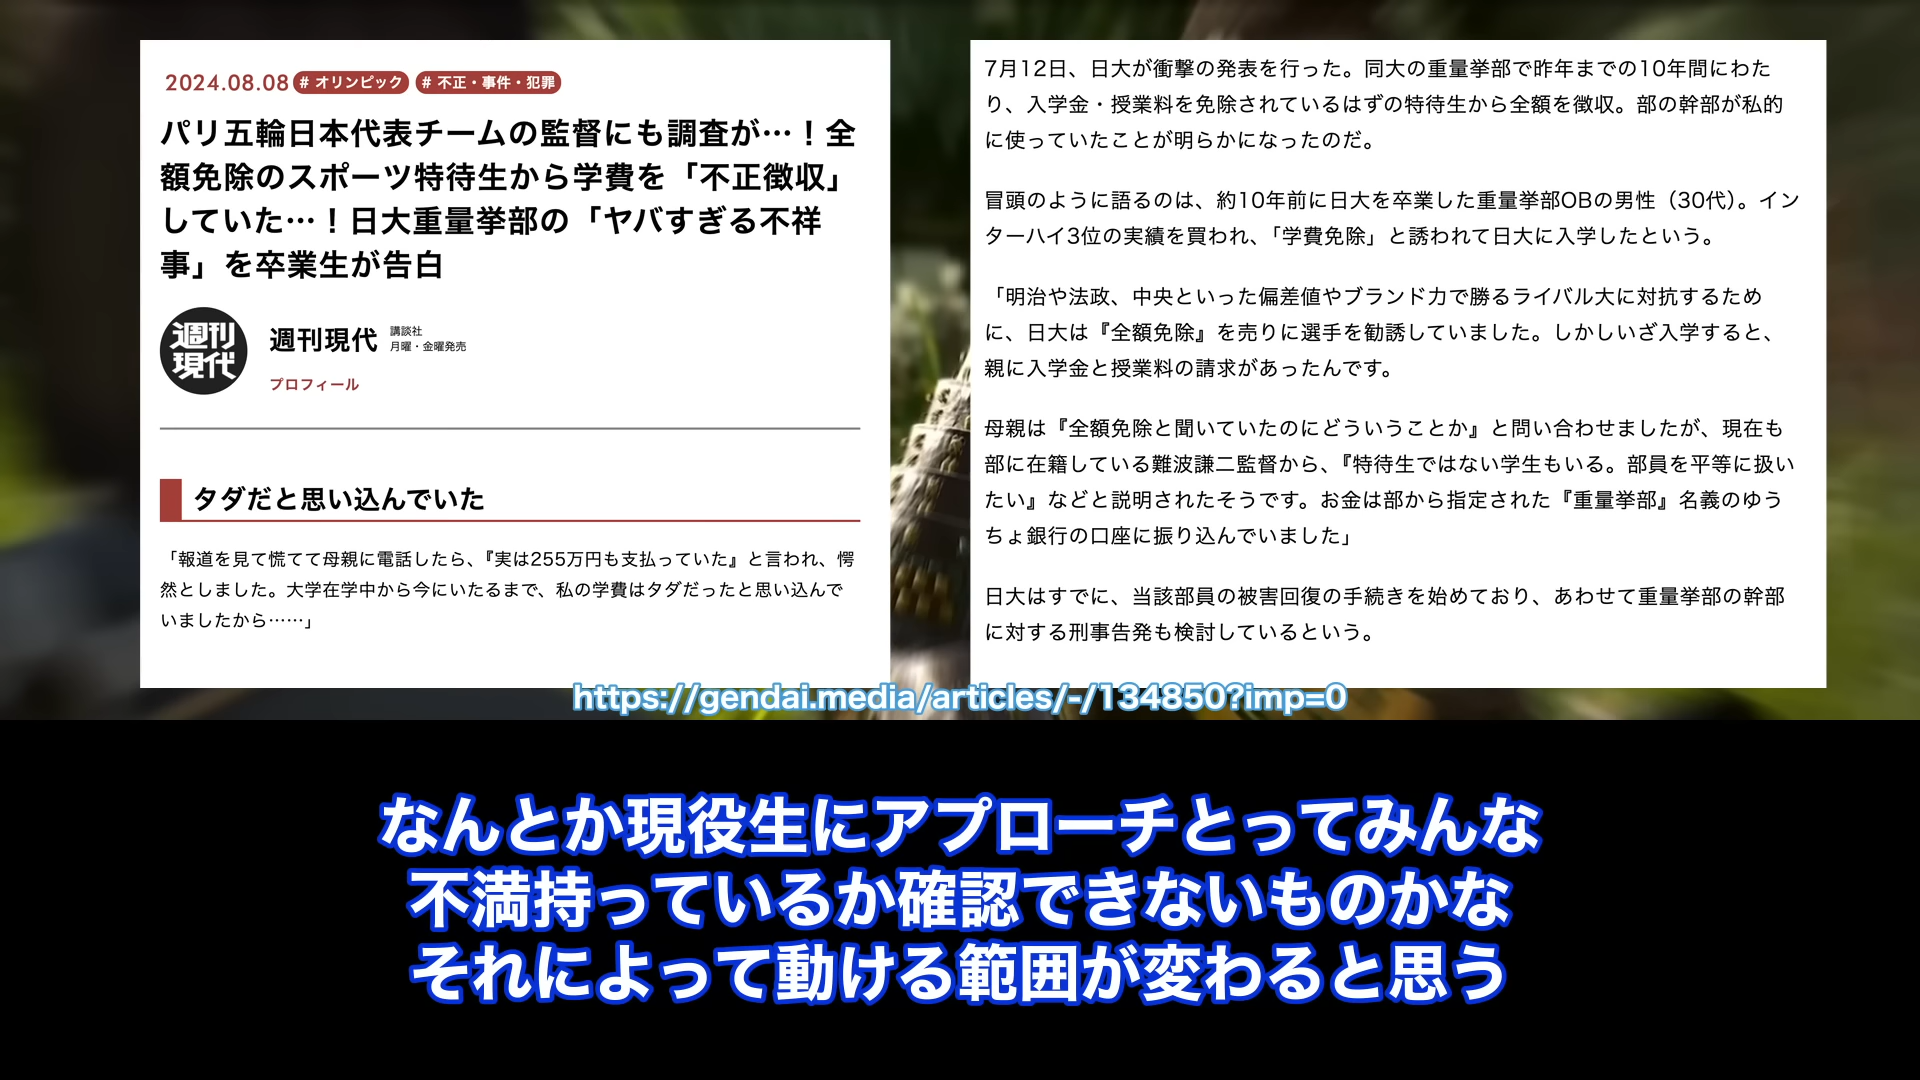 2024.08.08 # オリンピック # 不正・事件・犯罪
パリ五輪日本代表チームの監督にも調査が…！全
額免除のスポーツ特待生から学費を「不正徴収」
していた…！日大重量挙部の「ヤバすぎる不祥
事」を卒業生が告白
週刊
現代
週刊現代
講談社
月曜・金曜発売
プロフィール
タダだと思い込んでいた
「報道を見て慌てて母親に電話したら、『実は255万円も支払っていた』と言われ、愕
然としました。大学在学中から今にいたるまで、私の学費はタダだったと思い込んで
いましたから……」
7月12日、日大が衝撃の発表を行った。同大の重量挙部で昨年までの10年間にわた
り、入学金・授業料を免除されているはずの特待生から全額を徴収。部の幹部が私的
に使っていたことが明らかになったのだ。
冒頭のように語るのは、約10年前に日大を卒業した重量挙部OBの男性（30代）。イン
ターハイ3位の実績を買われ、「学費免除」と誘われて日大に入学したという。
「明治や法政、中央といった偏差値やブランド力で勝るライバル大に対抗するため
に、日大は『全額免除』を売りに選手を勧誘していました。しかしいざ入学すると、
親に入学金と授業料の請求があったんです。
母親は『全額免除と聞いていたのにどういうことか』と問い合わせましたが、現在も
部に在籍している難波謙二監督から、『特待生ではない学生もいる。部員を平等に扱い
たい』などと説明されたそうです。お金は部から指定された『重量挙部』名義のゆう
ちょ銀行の口座に振り込んでいました」
日大はすでに、当該部員の被害回復の手続きを始めており、あわせて重量挙部の幹部
に対する刑事告発も検討しているという。
https://gendai.media/articles/-/134850?imp=0
なんとか現役生にアプローチとってみんな
不満持っているか確認できないものかな
それによって動ける範囲が変わると思う